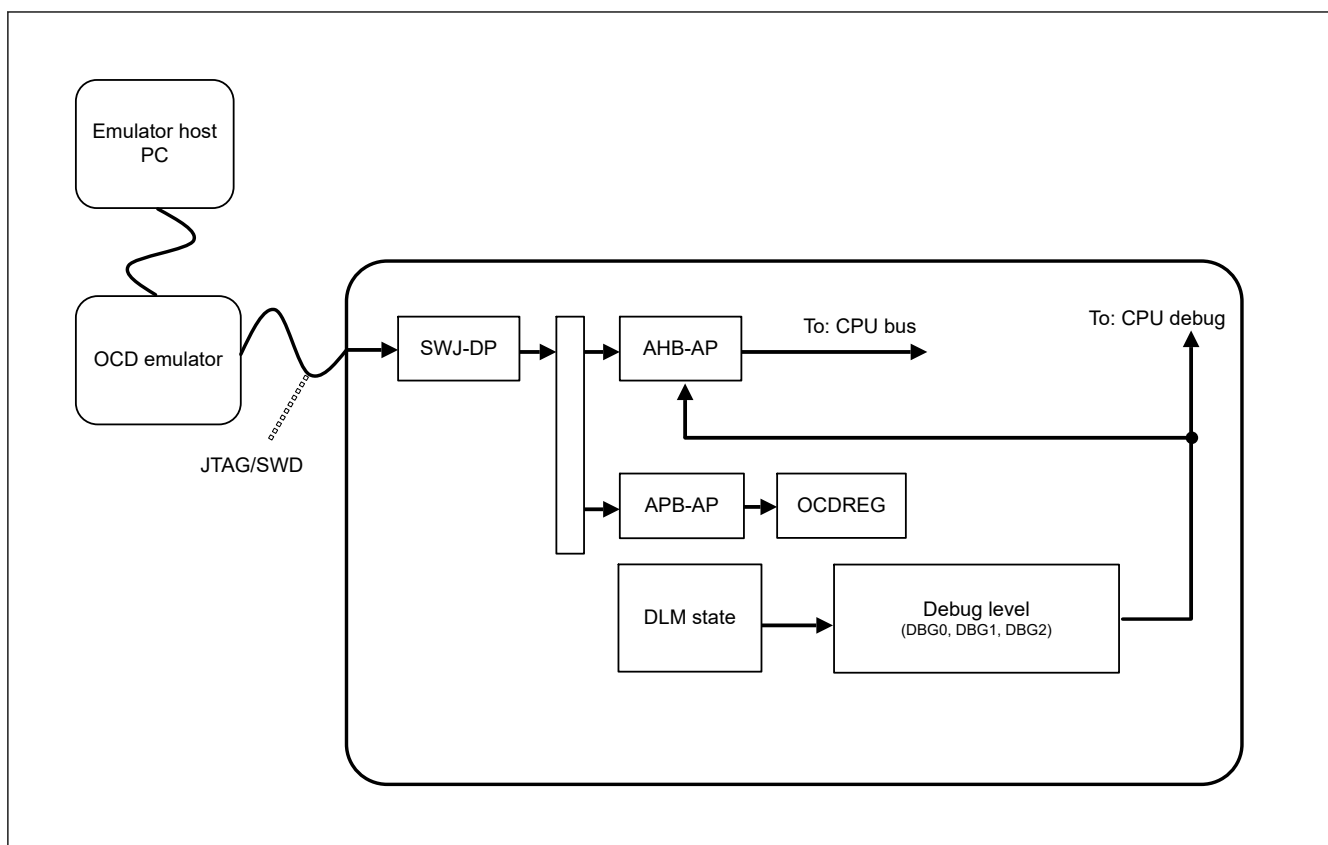 Emulator host
PC
OCD emulator
JTAG/SWD
SWJ-DP
AHB-AP
To: CPU bus
To: CPU debug
APB-AP
OCDREG
DLM state
Debug level
(DBG0, DBG1, DBG2)